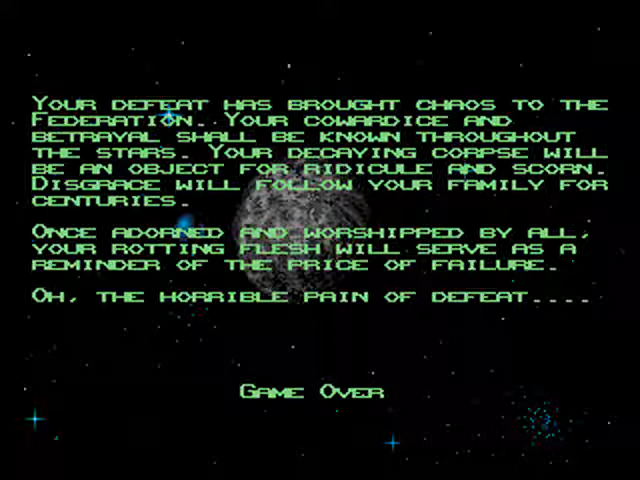 Your defeat has brought chaos to the
Federation. Your cowardice and
betrayal shall be known throughout
the stars. Your decaying corpse will
be an object for ridicule and scorn.
Disgrace will follow your family for
centuries.
Once adorned and worshipped by all,
your rotting flesh will serve as a
reminder of the price of failure.
Oh, the horrible pain of defeat....
Game Over